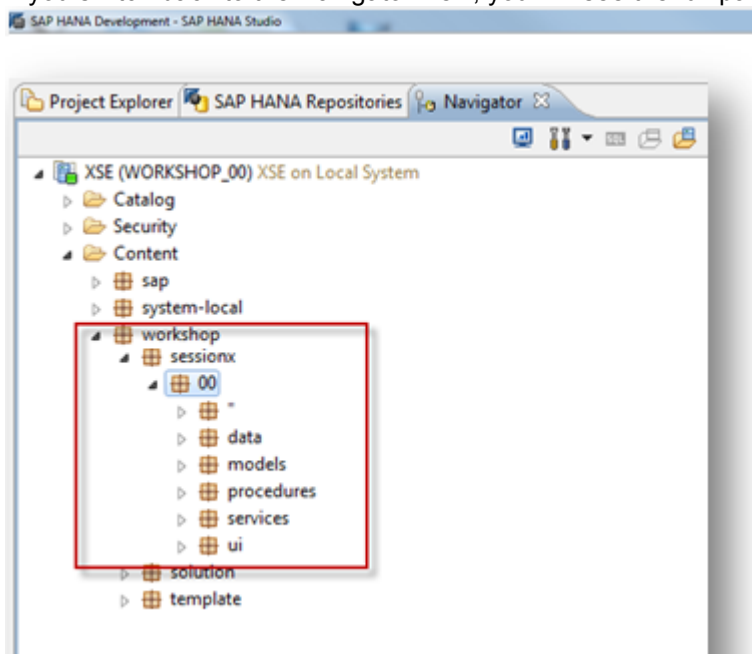 SAP HANA Development - SAP HANA Studio
Project Explorer SAP HANA Repositories Navigator
SQL
XSE (WORKSHOP_00) XSE on Local System
Catalog
Security
Content
sap
system-local
workshop
sessionx
00
"
data
models
procedures
services
ui
solution
template